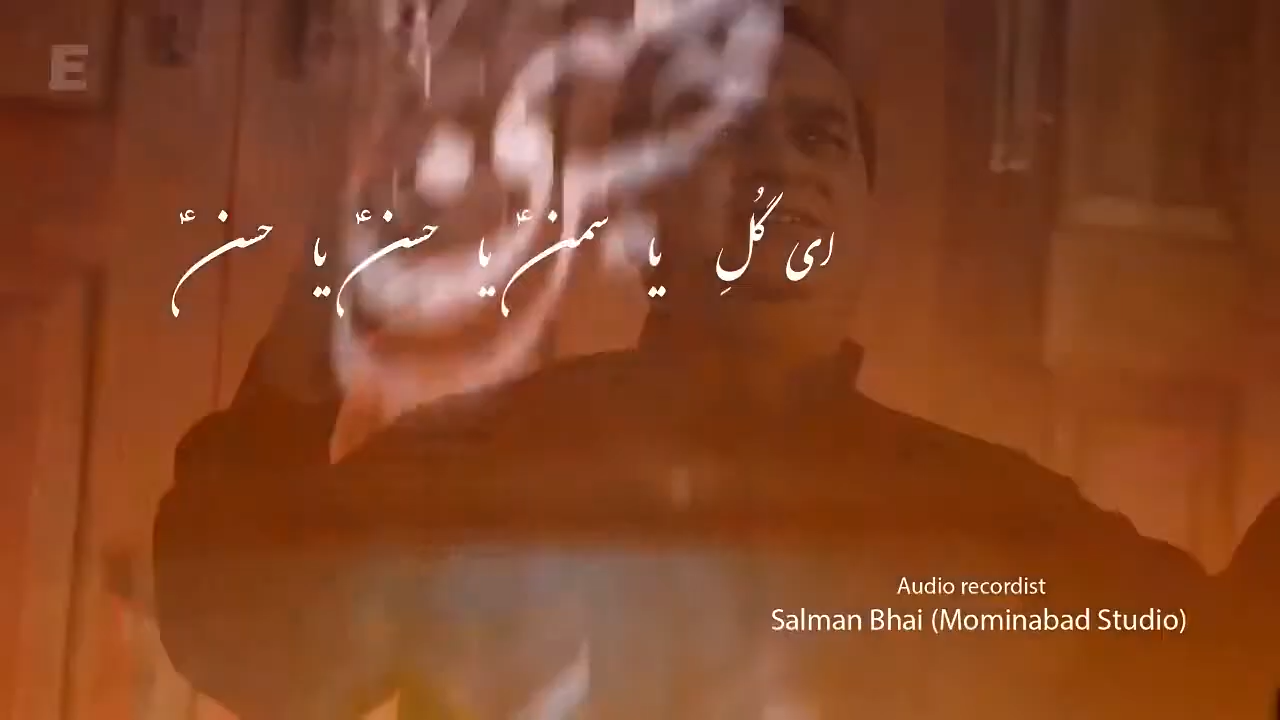 E
ای گُلِ یا سمنؑ یا حسنؑ یا حسنؑ
Audio recordist
Salman Bhai (Mominabad Studio)